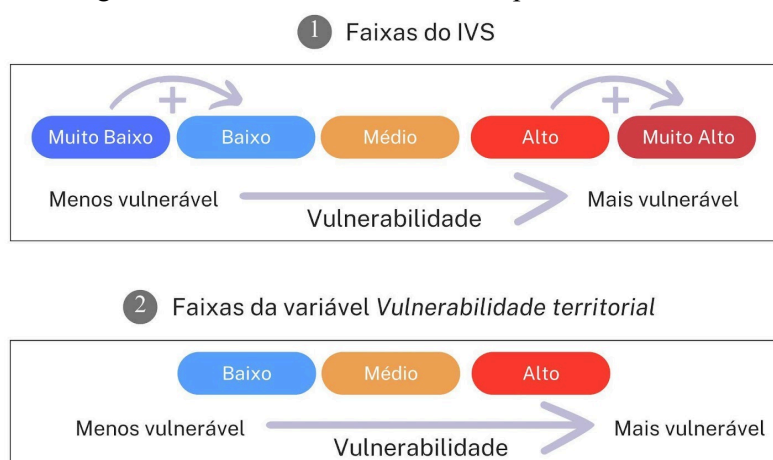 1 Faixas do IVS
+ +
Muito Baixo Baixo Médio Alto Muito Alto
Menos vulnerável Mais vulnerável
Vulnerabilidade
2 Faixas da variável Vulnerabilidade territorial
Baixo Médio Alto
Menos vulnerável Mais vulnerável
Vulnerabilidade